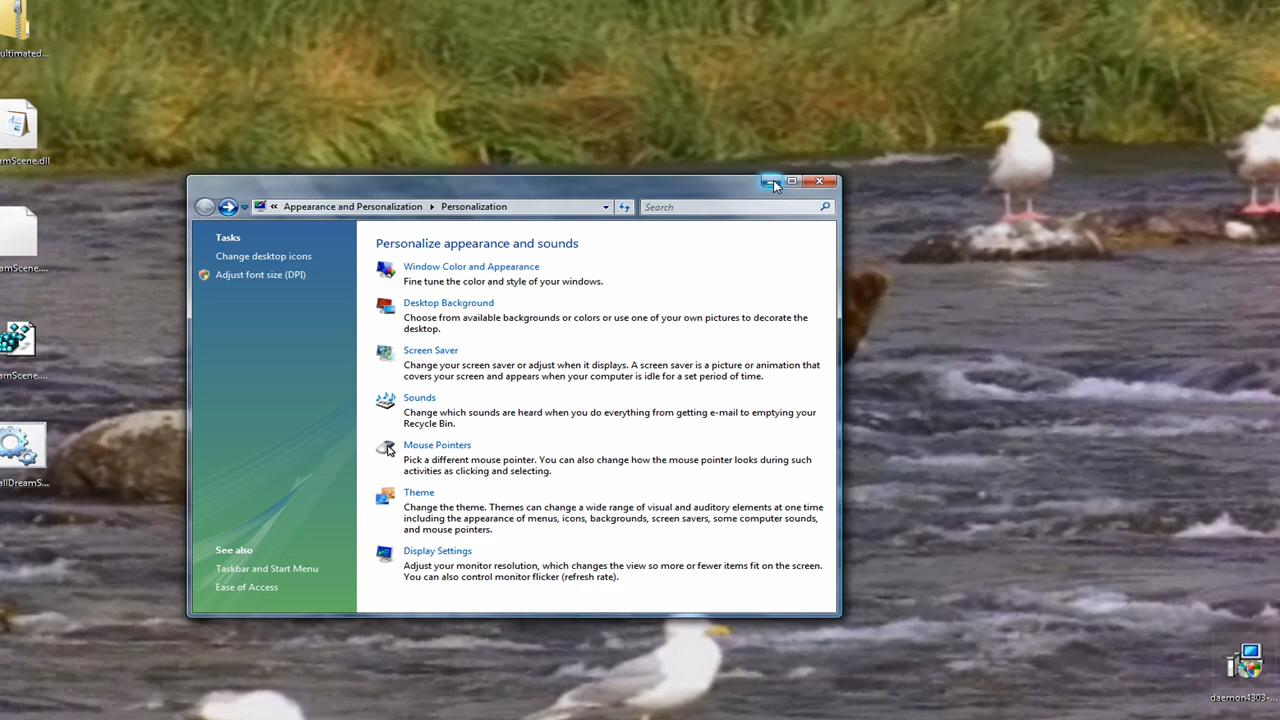 ultimated...
amScene.dll
amScene....
amScene....
allDreamS...
« Appearance and Personalization Personalization
Search
Tasks
Change desktop icons
Adjust font size (DPI)
See also
Taskbar and Start Menu
Ease of Access
Personalize appearance and sounds
Window Color and Appearance
Fine tune the color and style of your windows.
Desktop Background
Choose from available backgrounds or colors or use one of your own pictures to decorate the
desktop.
Screen Saver
Change your screen saver or adjust when it displays. A screen saver is a picture or animation that
covers your screen and appears when your computer is idle for a set period of time.
Sounds
Change which sounds are heard when you do everything from getting e-mail to emptying your
Recycle Bin.
Mouse Pointers
Pick a different mouse pointer. You can also change how the mouse pointer looks during such
activities as clicking and selecting.
Theme
Change the theme. Themes can change a wide range of visual and auditory elements at one time
including the appearance of menus, icons, backgrounds, screen savers, some computer sounds,
and mouse pointers.
Display Settings
Adjust your monitor resolution, which changes the view so more or fewer items fit on the screen.
You can also control monitor flicker (refresh rate).
daemon4303-...